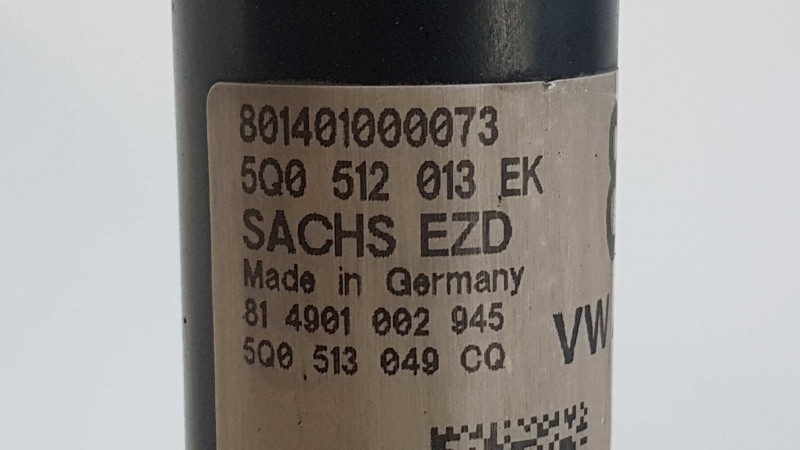 801401000073
5Q0 512 013 EK
SACHS EZD
Made in Germany
81 4901 002 945
5Q0 513 049 CQ
VW